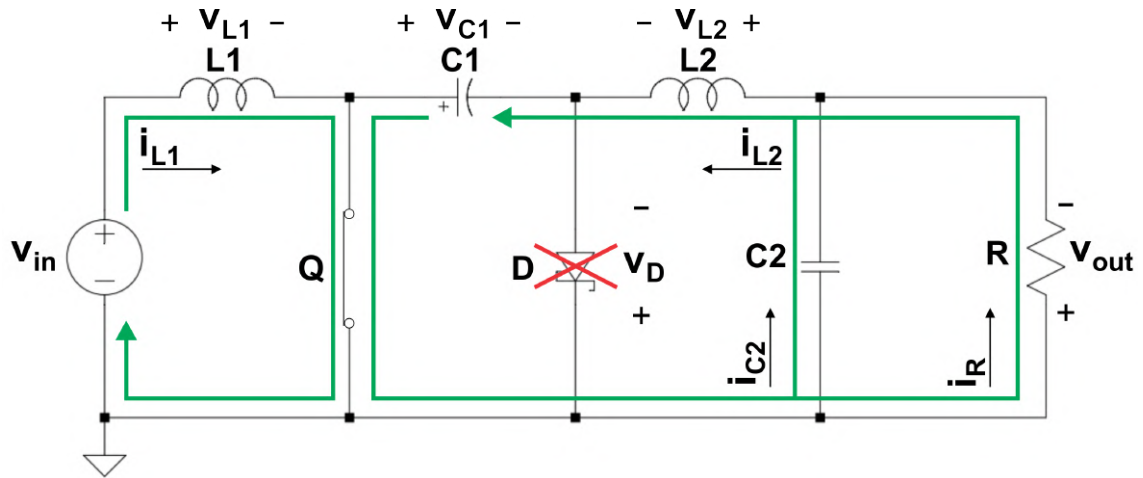 + vL1 −
L1
+ vC1 −
C1
+
− vL2 +
L2
iL1
iL2
vin
+
−
Q
D
−
vD
+
C2
iC2
R
iR
−
vout
+